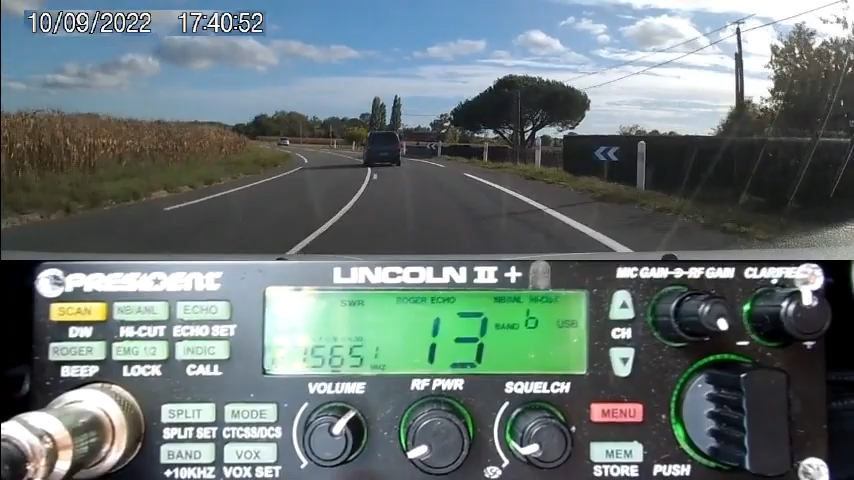 10/09/2022 17:40:52
PRESIDENT LINCOLN II + MIC GAIN RF GAIN CLARIFIER
SCAN NB/ANL ECHO
DW HI-CUT ECHO SET
ROGER EMG 1/2 INDIC
BEEP LOCK CALL
SWR ROGER ECHO NB/ANL HI-CUT
13 BAND 6 USB
CH
VOLUME RF PWR SQUELCH
SPLIT MODE
SPLIT SET CTCSS/DCS
BAND VOX
+10KHZ VOX SET
MENU
MEM
STORE PUSH